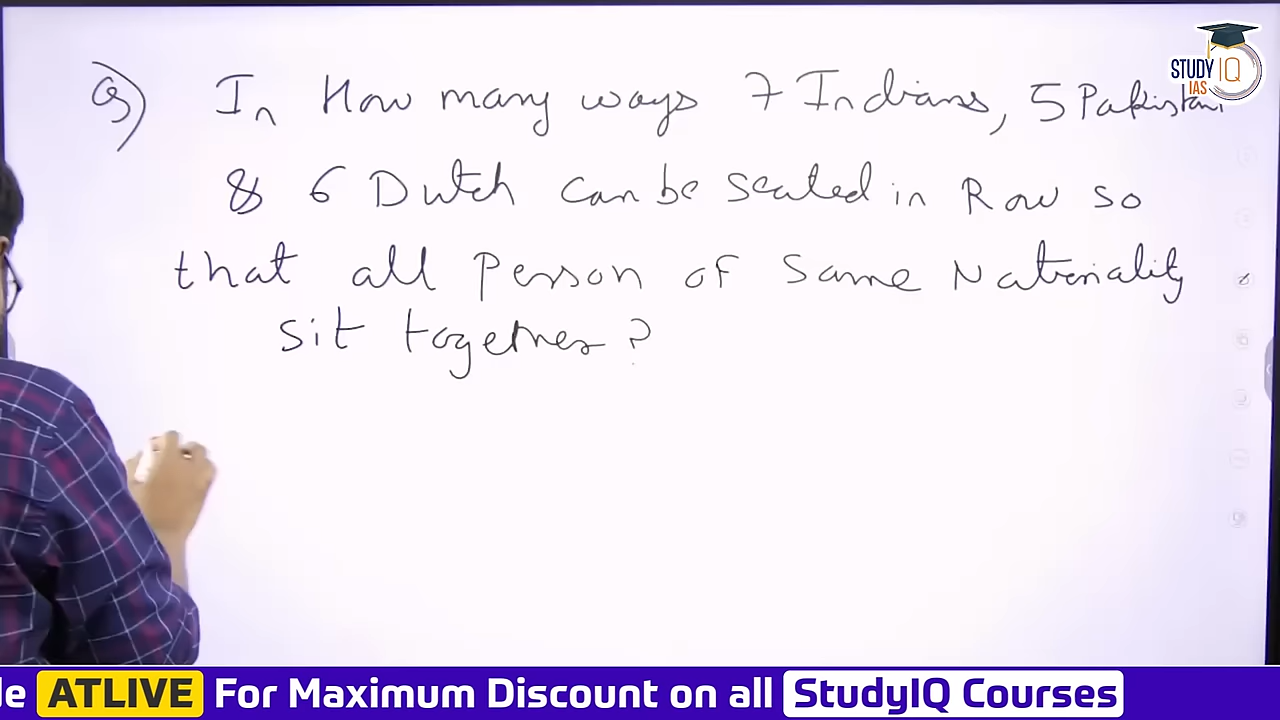 Q) In How many ways 7 Indians, 5 Pakistani
& 6 Dutch can be seated in Row so
that all Person of Same Nationality
sit together?
STUDY IQ
IAS
de ATLIVE For Maximum Discount on all StudyIQ Courses